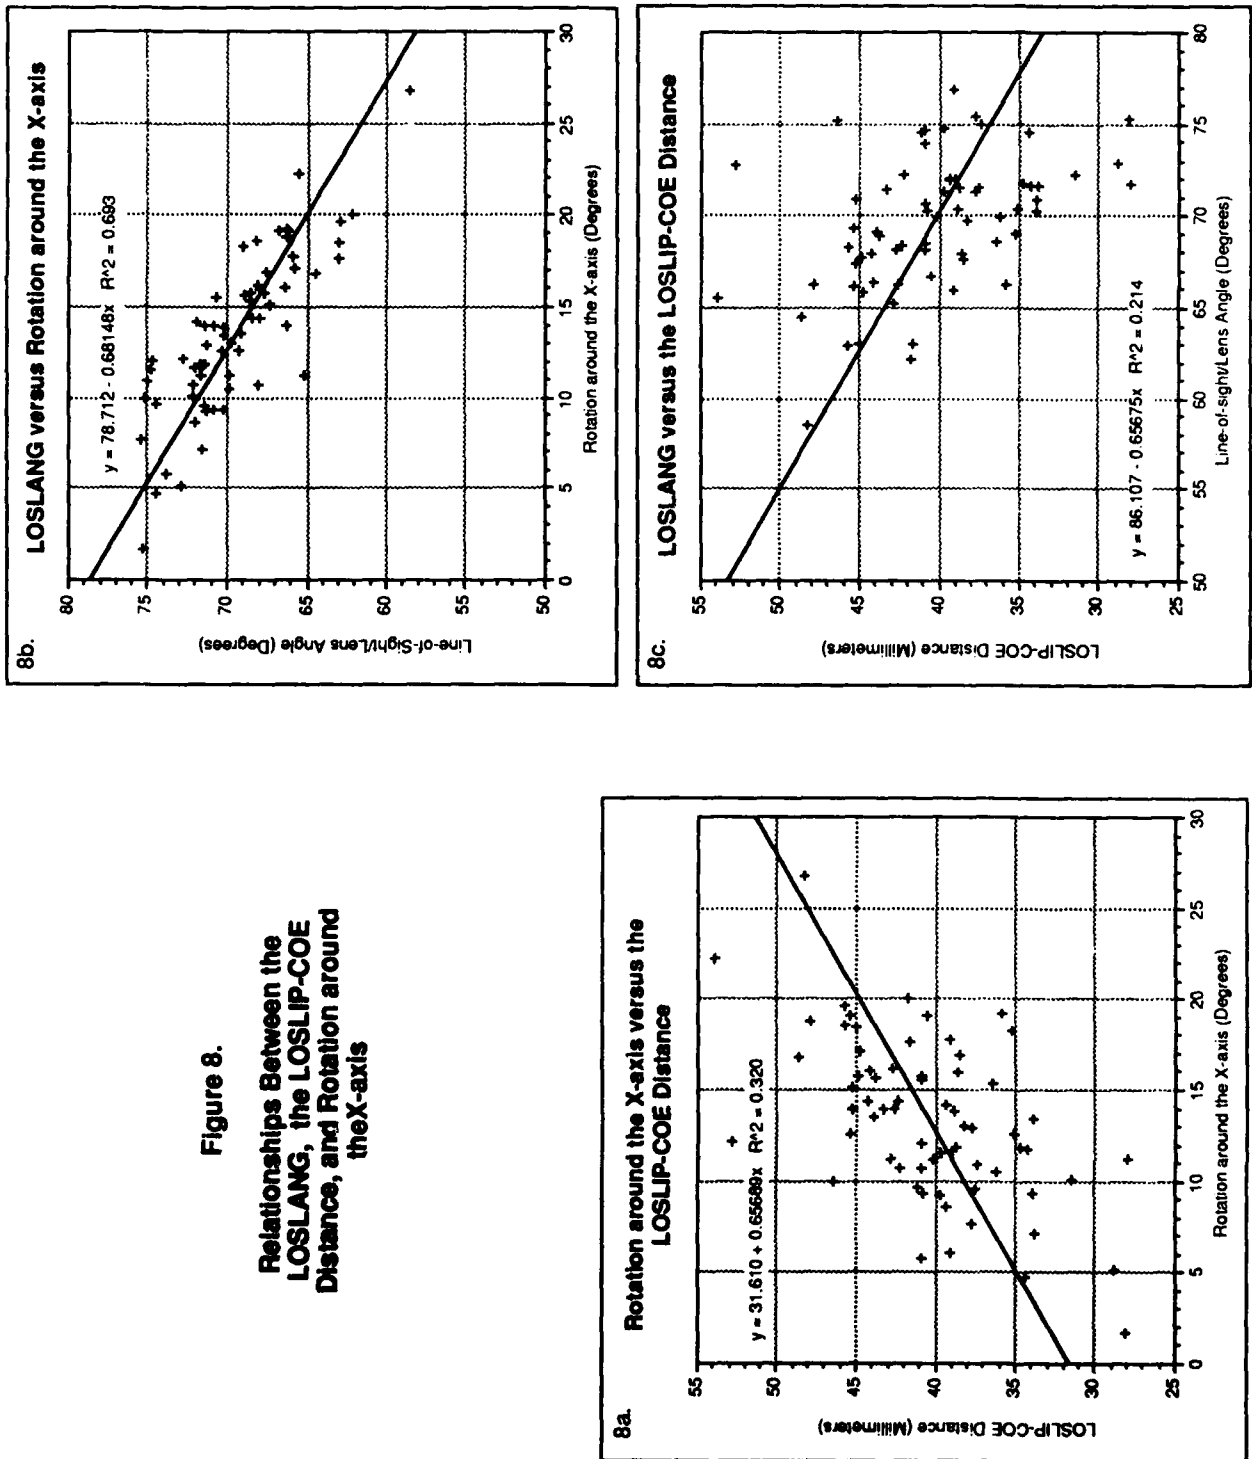 Figure 8.
Relationships Between the
LOSLANG, the LOSLIP-COE
Distance, and Rotation around
theX-axis
8a.
Rotation around the X-axis versus the
LOSLIP-COE Distance
y = 31.610 + 0.65689x R^2 = 0.320
LOSLIP-COE Distance (Millimeters)
55
50
45
40
35
30
25
0
5
10
15
20
25
30
Rotation around the X-axis (Degrees)
8b.
LOSLANG versus Rotation around the X-axis
y = 78.712 - 0.68148x R^2 = 0.693
Line-of-Sight/Lens Angle (Degrees)
80
75
70
65
60
55
50
0
5
10
15
20
25
30
Rotation around the X-axis (Degrees)
8c.
LOSLANG versus the LOSLIP-COE Distance
y = 86.107 - 0.65675x R^2 = 0.214
LOSLIP-COE Distance (Millimeters)
55
50
45
40
35
30
25
50
55
60
65
70
75
80
Line-of-sight/Lens Angle (Degrees)